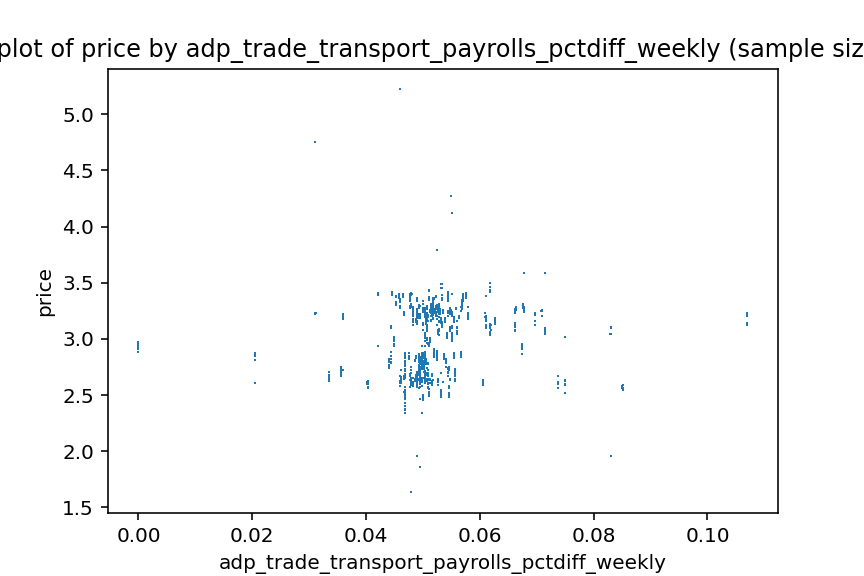 plot of price by adp_trade_transport_payrolls_pctdiff_weekly (sample siz
5.0
4.5
4.0
3.5
3.0
2.5
2.0
1.5
price
0.00 0.02 0.04 0.06 0.08 0.10
adp_trade_transport_payrolls_pctdiff_weekly